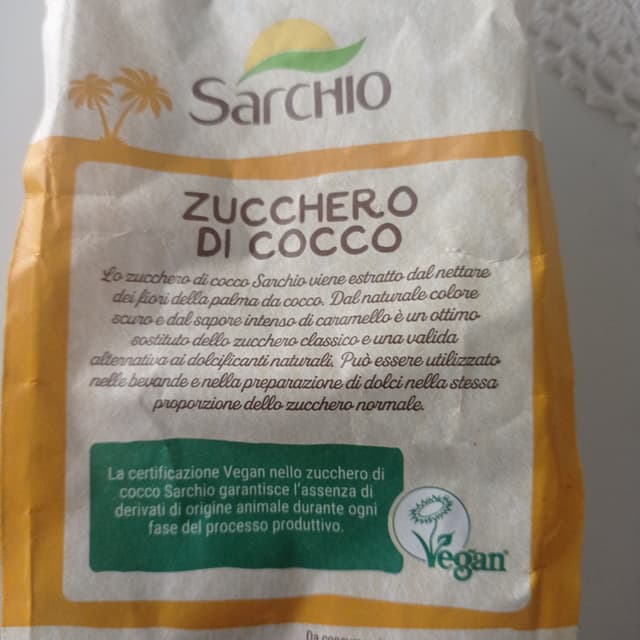 Sarchio
ZUCCHERO
DI COCCO
Lo zucchero di cocco Sarchio viene estratto dal nettare
dei fiori della palma da cocco. Dal naturale colore
scuro e dal sapore intenso di caramello è un ottimo
sostituto dello zucchero classico e una valida
alternativa ai dolcificanti naturali. Può essere utilizzato
nelle bevande e nella preparazione di dolci nella stessa
proporzione dello zucchero normale.
La certificazione Vegan nello zucchero di
cocco Sarchio garantisce l'assenza di
derivati di origine animale durante ogni
fase del processo produttivo.
Vegan